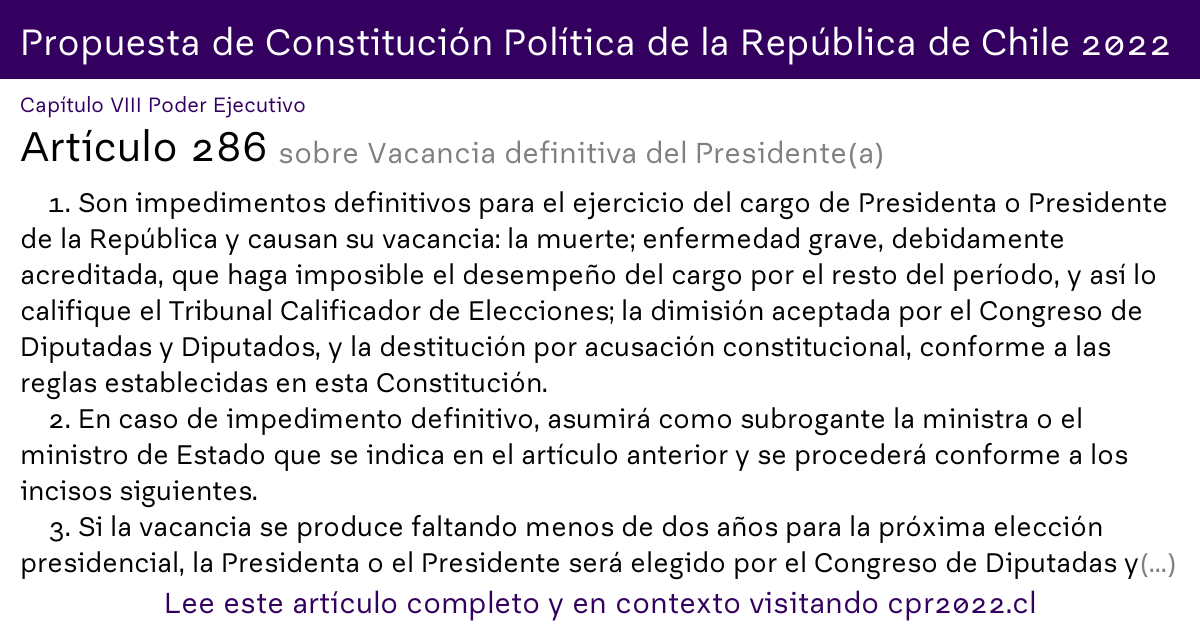 Propuesta de Constitución Política de la República de Chile 2022
Capítulo VIII Poder Ejecutivo
Artículo 286 sobre Vacancia definitiva del Presidente(a)
1. Son impedimentos definitivos para el ejercicio del cargo de Presidenta o Presidente
de la República y causan su vacancia: la muerte; enfermedad grave, debidamente
acreditada, que haga imposible el desempeño del cargo por el resto del período, y así lo
califique el Tribunal Calificador de Elecciones; la dimisión aceptada por el Congreso de
Diputadas y Diputados, y la destitución por acusación constitucional, conforme a las
reglas establecidas en esta Constitución.
2. En caso de impedimento definitivo, asumirá como subrogante la ministra o el
ministro de Estado que se indica en el artículo anterior y se procederá conforme a los
incisos siguientes.
3. Si la vacancia se produce faltando menos de dos años para la próxima elección
presidencial, la Presidenta o el Presidente será elegido por el Congreso de Diputadas y(...)
Lee este artículo completo y en contexto visitando cpr2022.cl